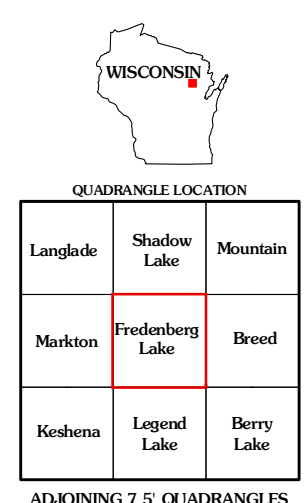 WISCONSIN
QUADRANGLE LOCATION
Langlade
Shadow
Lake
Mountain
Markton
Fredenberg
Lake
Breed
Keshena
Legend
Lake
Berry
Lake
ADJOINING 7.5' QUADRANGLES